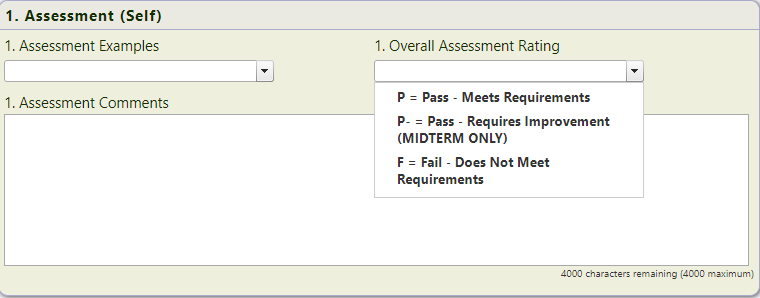 1. Assessment (Self)
1. Assessment Examples
1. Overall Assessment Rating
P = Pass - Meets Requirements
P- = Pass - Requires Improvement
(MIDTERM ONLY)
F = Fail - Does Not Meet
Requirements
1. Assessment Comments
4000 characters remaining (4000 maximum)